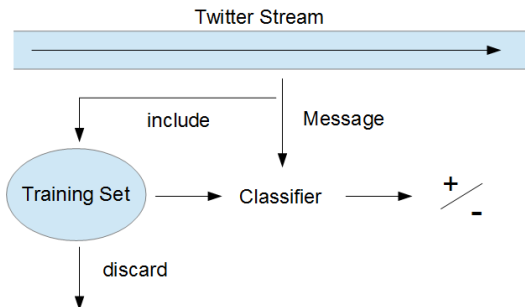 Twitter Stream
include
Message
Training Set
Classifier
+
-
discard